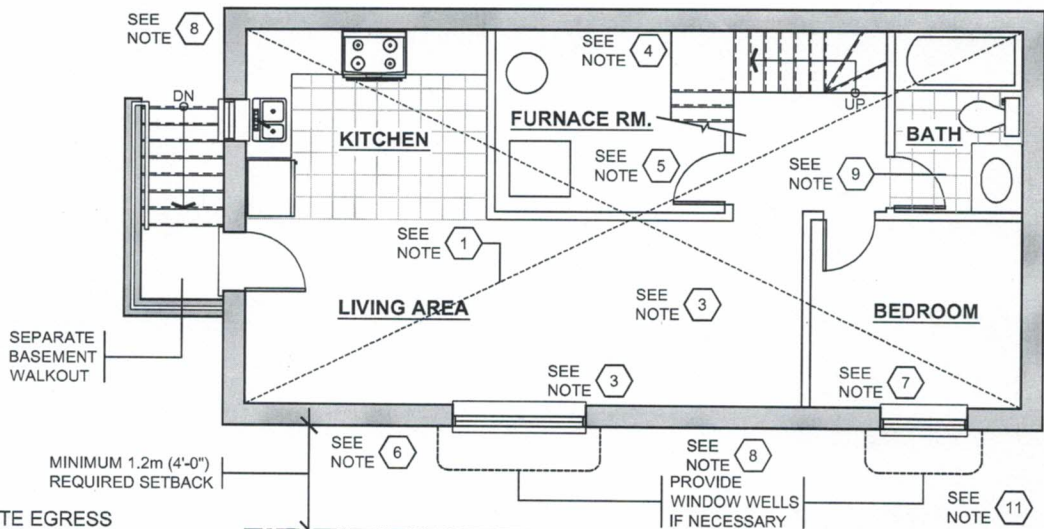 SEE
NOTE 8
DN
KITCHEN
SEE
NOTE 4
FURNACE RM.
UP
BATH
SEE
NOTE 5
SEE
NOTE 9
SEE
NOTE 1
LIVING AREA
SEE
NOTE 3
BEDROOM
SEPARATE
BASEMENT
WALKOUT
SEE
NOTE 3
SEE
NOTE 7
MINIMUM 1.2m (4'-0")
REQUIRED SETBACK
SEE
NOTE 6
SEE
NOTE 8
PROVIDE
WINDOW WELLS
IF NECESSARY
SEE
NOTE 11
TE EGRESS